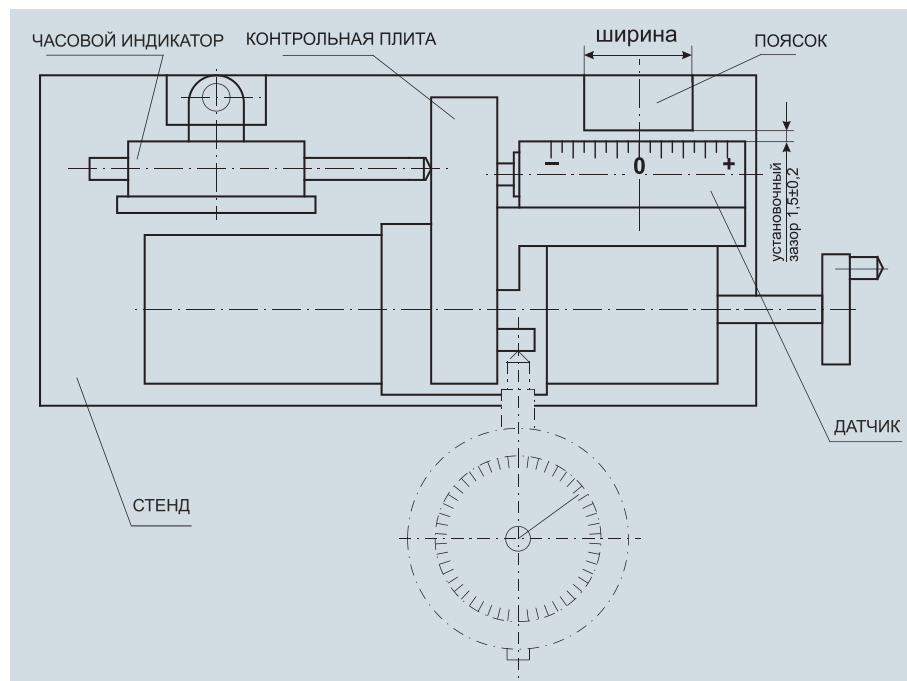 ЧАСОВОЙ ИНДИКАТОР
КОНТРОЛЬНАЯ ПЛИТА
ширина
ПОЯСОК
– 0 +
установочный
зазор 1,5±0,2
ДАТЧИК
СТЕНД